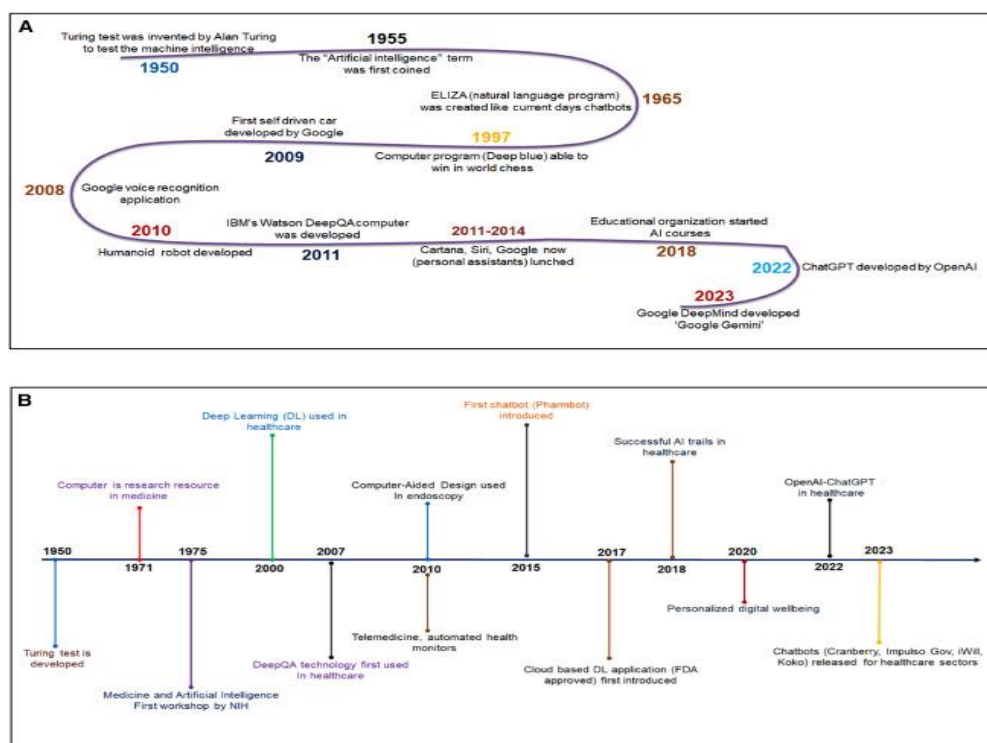 A
Turing test was invented by Alan Turing
to test the machine intelligence
1950
1955
The “Artificial intelligence” term
was first coined
ELIZA (natural language program)
was created like current days chatbots
1965
First self driven car
developed by Google
2009
1997
Computer program (Deep blue) able to
win in world chess
2008
Google voice recognition
application
2010
Humanoid robot developed
IBM's Watson DeepQA computer
was developed
2011
2011-2014
Cartana, Siri, Google now
(personal assistants) lunched
Educational organization started
AI courses
2018
2022
ChatGPT developed by OpenAI
2023
Google DeepMind developed
‘Google Gemini’
B
Deep Learning (DL) used in
healthcare
First chatbot (Pharmbot)
introduced
Successful AI trails in
healthcare
Computer is research resource
in medicine
Computer-Aided Design used
In endoscopy
OpenAI-ChatGPT
in healthcare
1950
1971
1975
2000
2007
2010
2015
2017
2018
2020
2022
2023
Turing test is
developed
Medicine and Artificial Intelligence
First workshop by NIH
DeepQA technology first used
In healthcare
Telemedicine, automated health
monitors
Cloud based DL application (FDA
approved) first introduced
Personalized digital wellbeing
Chatbots (Cranberry, Impulso Gov, iWill,
Koko) released for healthcare sectors